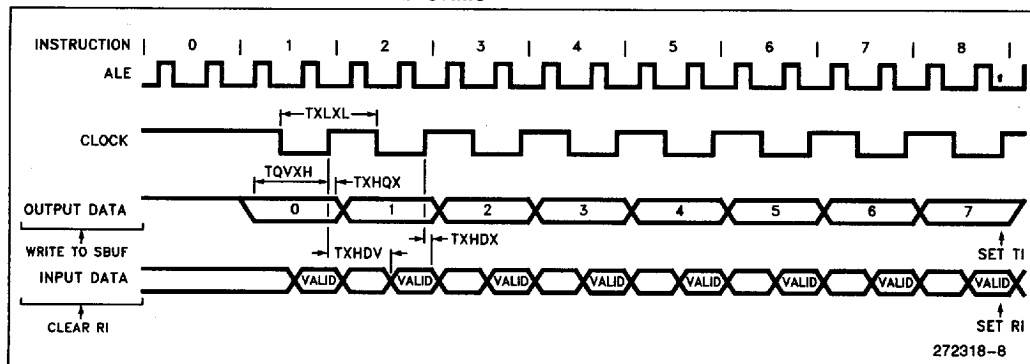 INSTRUCTION | 0 | 1 | 2 | 3 | 4 | 5 | 6 | 7 | 8 |
ALE
TXLXL
CLOCK
TQVXH TXHQX
OUTPUT DATA 0 1 2 3 4 5 6 7
WRITE TO SBUF TXHDV TXHDX SET TI
INPUT DATA VALID VALID VALID VALID VALID VALID VALID VALID
CLEAR RI SET RI
272318-8